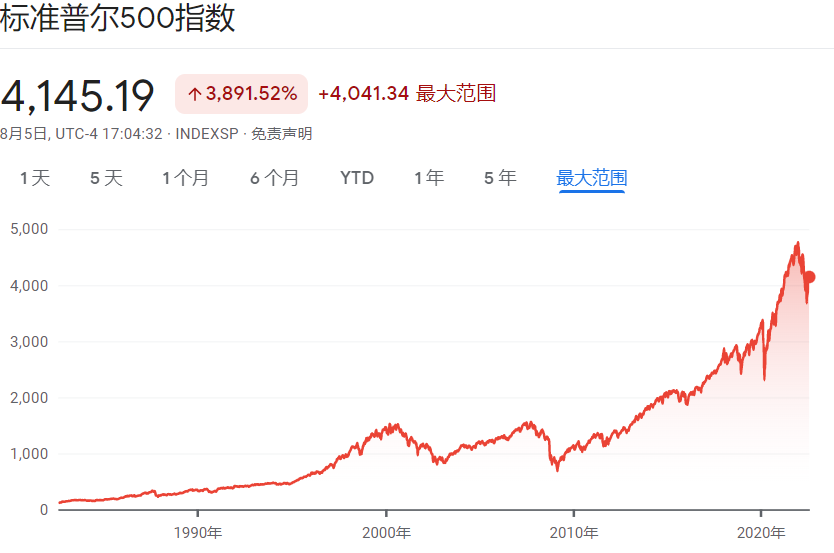 标准普尔500指数
4,145.19 ↑3,891.52% +4,041.34 最大范围
8月5日, UTC-4 17:04:32 · INDEXSP · 免责声明
1天 5天 1个月 6个月 YTD 1年 5年 最大范围
5,000
4,000
3,000
2,000
1,000
0
1990年 2000年 2010年 2020年